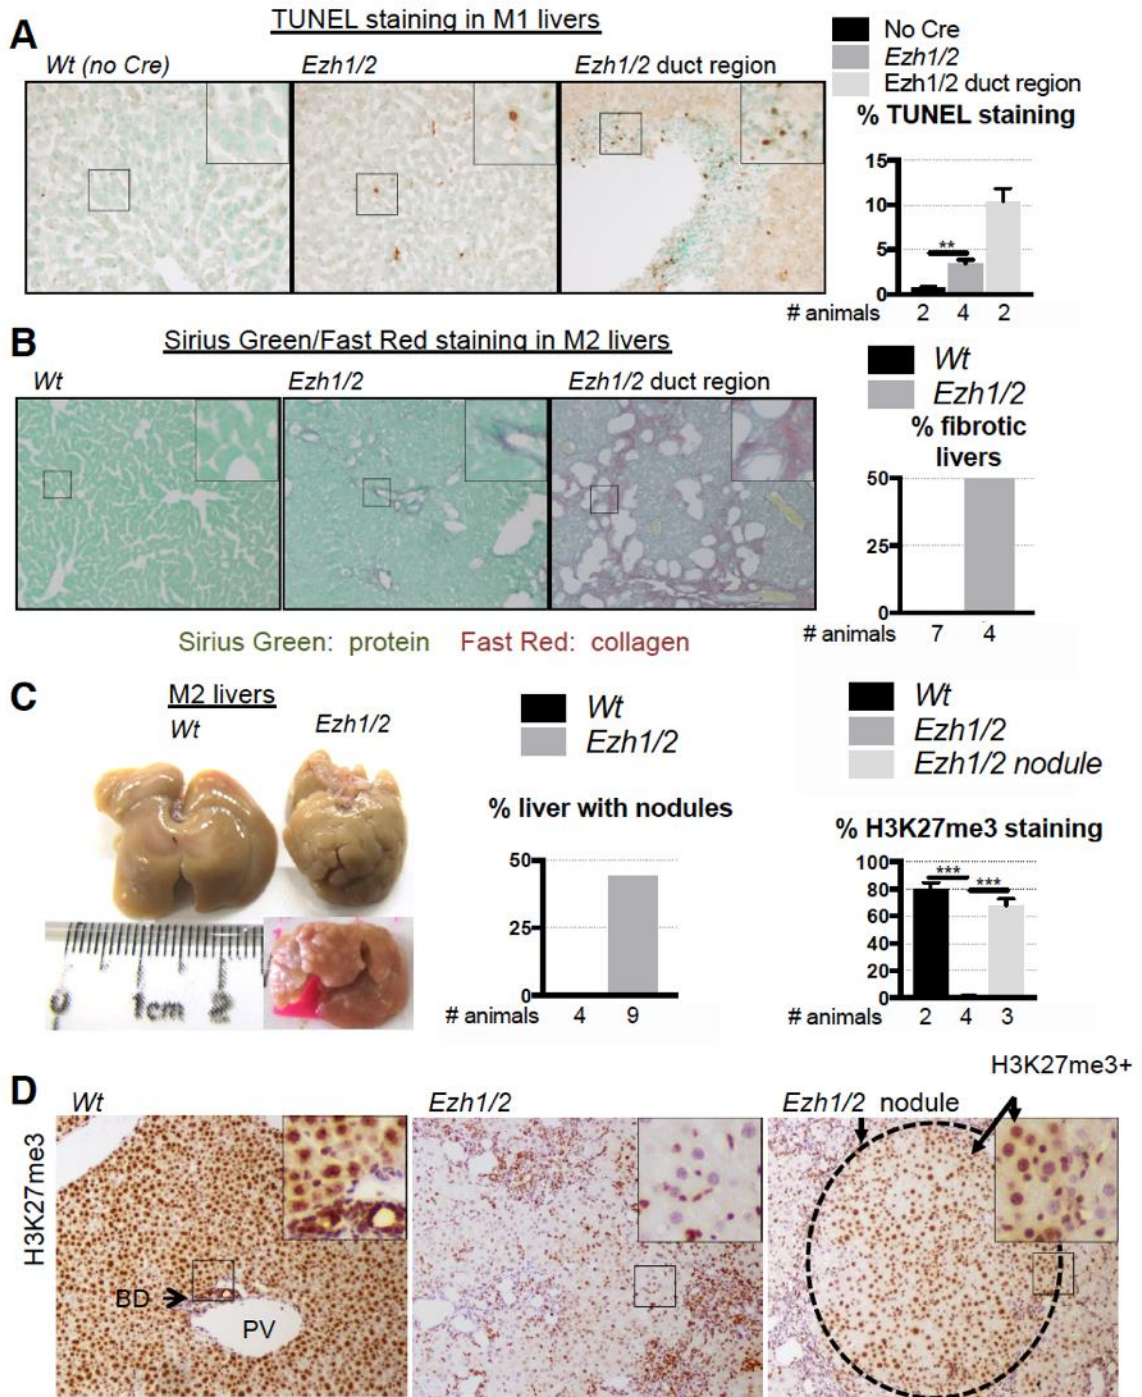 A
TUNEL staining in M1 livers
Wt (no Cre)
Ezh1/2
Ezh1/2 duct region
No Cre
Ezh1/2
Ezh1/2 duct region
% TUNEL staining
15
10
5
0
**
# animals 2 4 2
B
Sirius Green/Fast Red staining in M2 livers
Wt
Ezh1/2
Ezh1/2 duct region
Sirius Green: protein Fast Red: collagen
Wt
Ezh1/2
% fibrotic
livers
50
25
0
# animals 7 4
C
M2 livers
Wt
Ezh1/2
0 1cm 2
Wt
Ezh1/2
% liver with nodules
50
25
0
# animals 4 9
Wt
Ezh1/2
Ezh1/2 nodule
% H3K27me3 staining
100
80
60
40
20
0
*** ***
# animals 2 4 3
D
H3K27me3
Wt
Ezh1/2
Ezh1/2 nodule
H3K27me3+
BD
PV